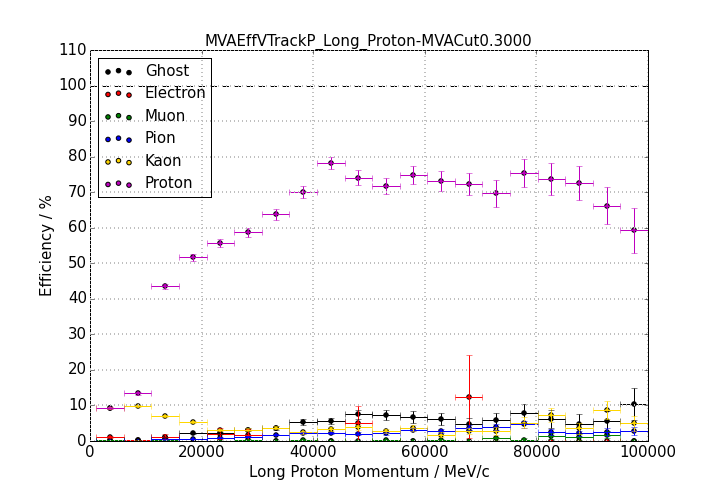 MVAEffVTrackP_Long_Proton-MVACut0.3000
110
100
90
80
70
60
50
40
30
20
10
0
Efficiency / %
Ghost
Electron
Muon
Pion
Kaon
Proton
0 20000 40000 60000 80000 100000
Long Proton Momentum / MeV/c